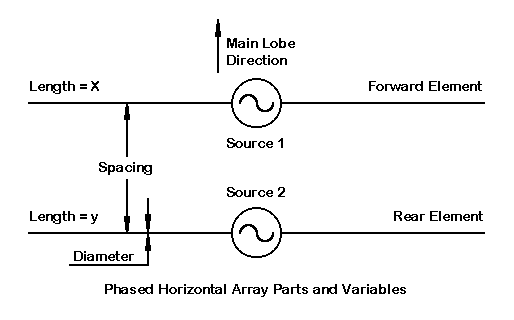 Main Lobe
Direction
Length = X
Forward Element
Source 1
Spacing
Source 2
Length = y
Rear Element
Diameter
Phased Horizontal Array Parts and Variables